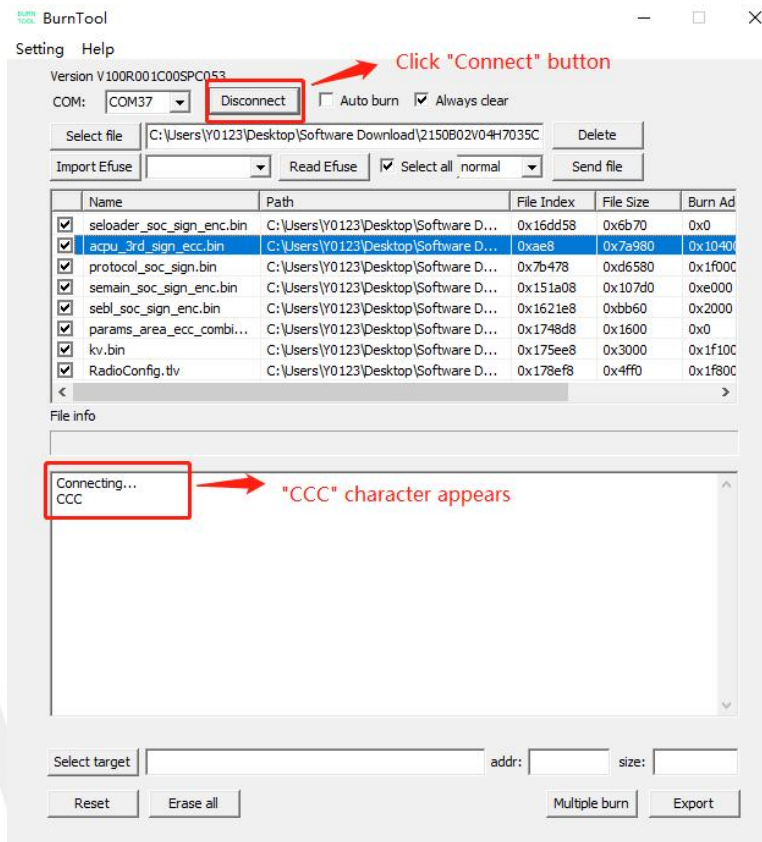 BURN
TOOL BurnTool
Setting Help
Click "Connect" button
Version V100R001C00SPC053
COM: COM37 Disconnect Auto burn Always clear
Select file C:\Users\Y0123\Desktop\Software Download\2150B02V04H7035C Delete
Import Efuse Read Efuse Select all normal Send file
Name Path File Index File Size Burn Ad
seloader_soc_sign_enc.bin C:\Users\Y0123\Desktop\Software D... 0x16dd58 0x6b70 0x0
acpu_3rd_sign_ecc.bin C:\Users\Y0123\Desktop\Software D... 0xae8 0x7a980 0x10400
protocol_soc_sign.bin C:\Users\Y0123\Desktop\Software D... 0x7b478 0xd6580 0x1f000
semain_soc_sign_enc.bin C:\Users\Y0123\Desktop\Software D... 0x151a08 0x107d0 0xe000
sebl_soc_sign_enc.bin C:\Users\Y0123\Desktop\Software D... 0x1621e8 0xbb60 0x2000
params_area_ecc_combi... C:\Users\Y0123\Desktop\Software D... 0x1748d8 0x1600 0x0
kv.bin C:\Users\Y0123\Desktop\Software D... 0x175ee8 0x3000 0x1f100
RadioConfig.tlv C:\Users\Y0123\Desktop\Software D... 0x178ef8 0x4ff0 0x1f800
File info
Connecting...
CCC
"CCC" character appears
Select target addr: size:
Reset Erase all Multiple burn Export